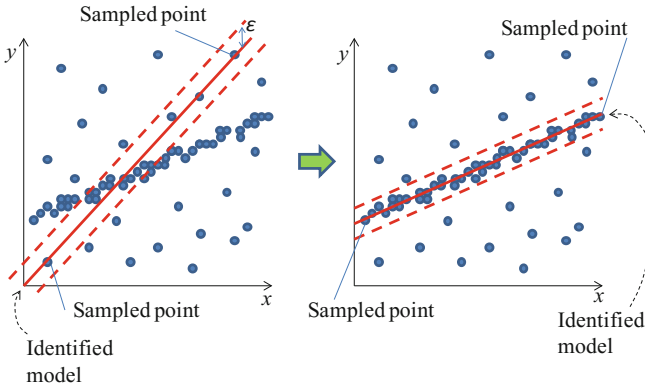 Sampled point
ε
y
x
Sampled point
Identified
model
Sampled point
y
x
Sampled point
Identified
model